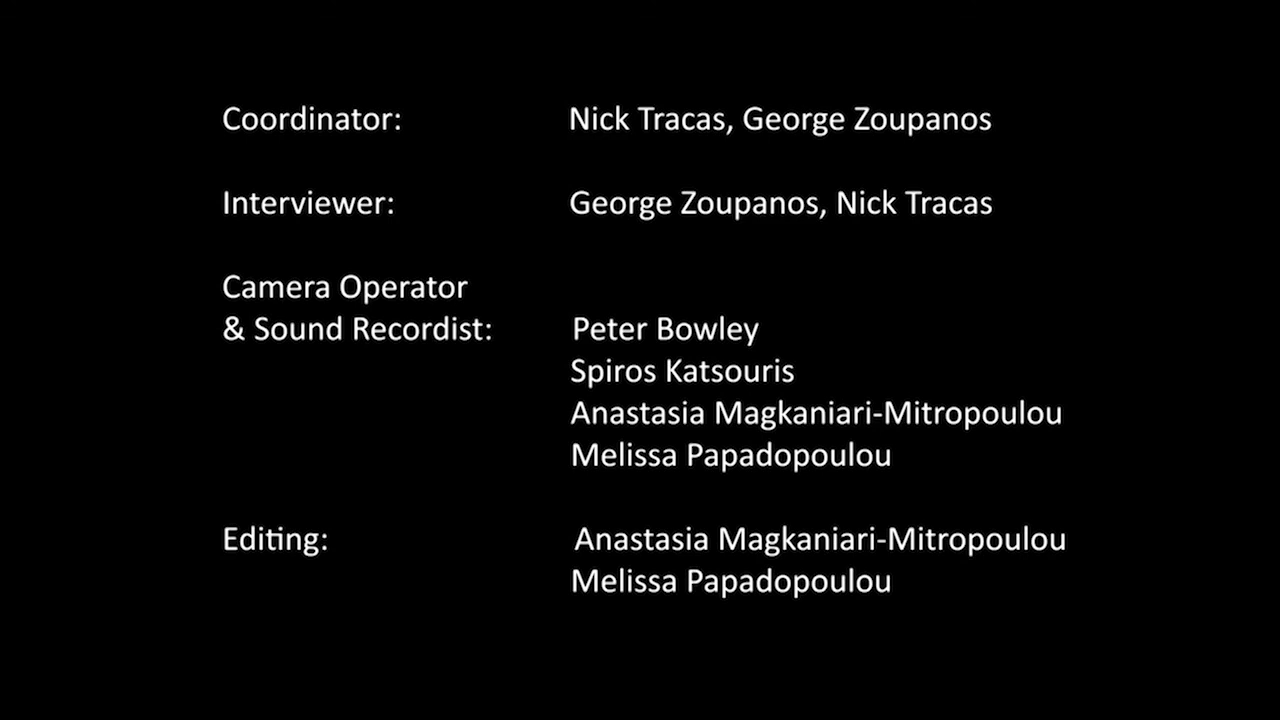 Coordinator: Nick Tracas, George Zoupanos
Interviewer: George Zoupanos, Nick Tracas
Camera Operator
& Sound Recordist: Peter Bowley
Spiros Katsouris
Anastasia Magkaniari-Mitropoulou
Melissa Papadopoulou
Editing: Anastasia Magkaniari-Mitropoulou
Melissa Papadopoulou